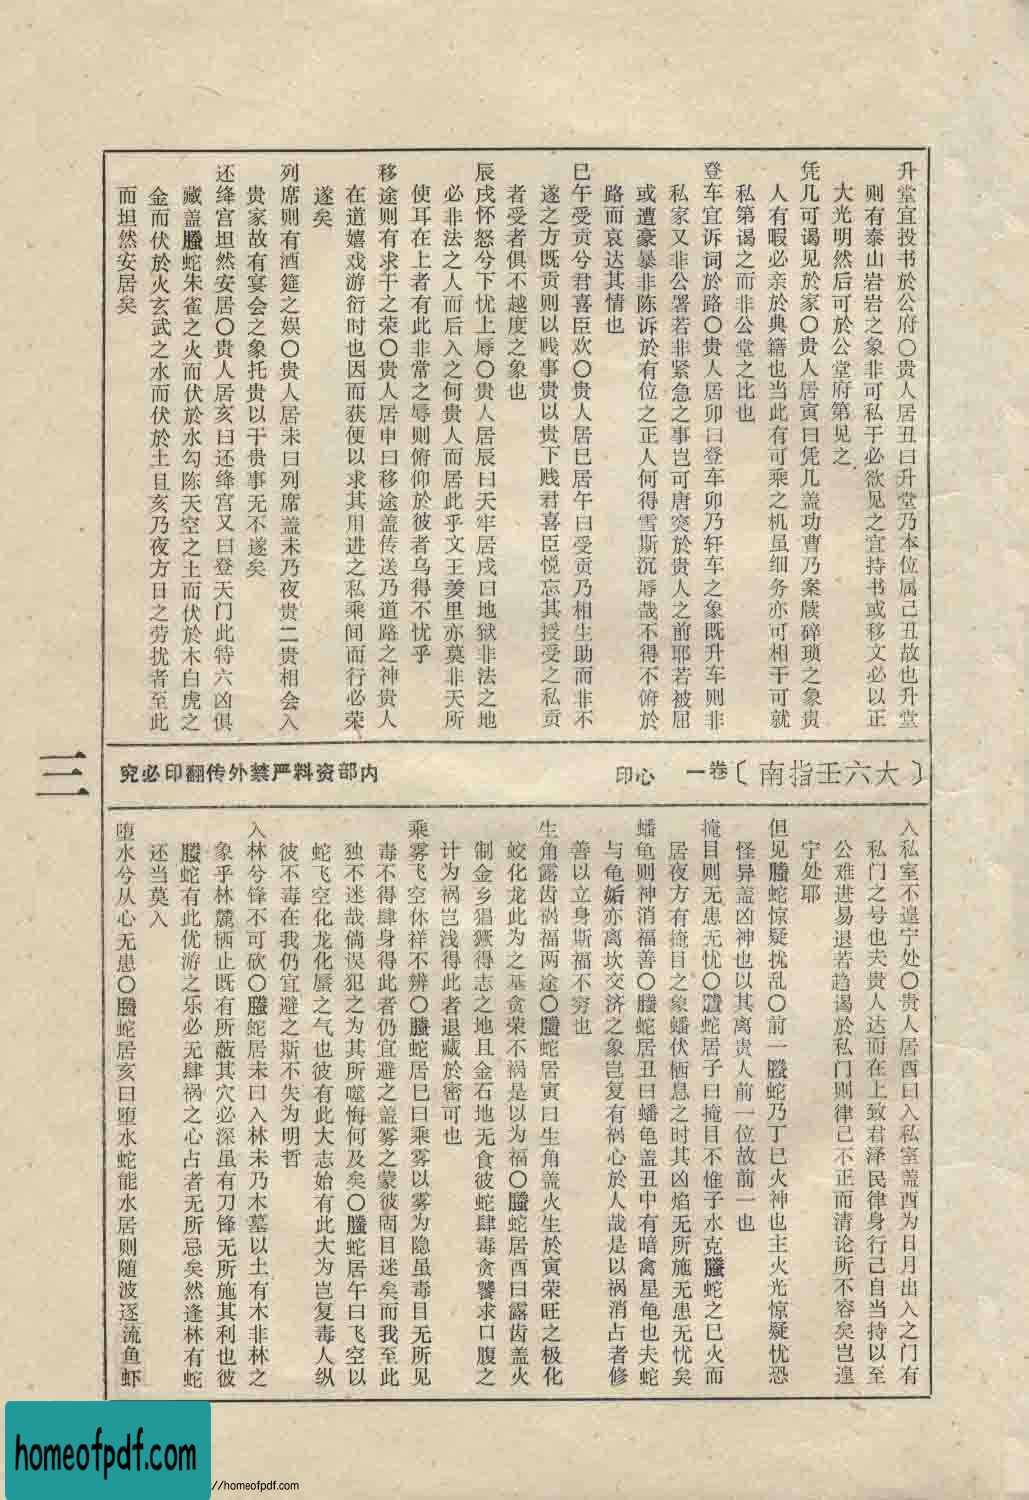 升堂宜投书於公府〇贵人居丑曰升堂乃本位属己丑故也升堂
则有泰山岩岩之象非可私干必欲见之宜持书或移文必以正
大光明然后可於公堂府第见之
凭几可谒见於家〇贵人居寅曰凭几盖功曹乃案牍碎琐之象贵
人有暇必亲於典籍也当此有可乘之机虽细务亦可相干可就
私第谒之而非公堂之比也
登车宜诉词於路〇贵人居卯曰登车卯乃轩车之象既升车则非
私家又非公署若非紧急之事岂可唐突於贵人之前耶若被屈
或遭豪暴非陈诉於有位之正人何得雪斯沉辱哉不得不俯於
路而哀达其情也
巳午受贡兮君喜臣欢〇贵人居巳居午曰受贡乃相生助而非不
遂之方既贡则以贱事贵以贵下贱君喜臣悦忘其授受之私贡
者受者俱不越度之象也
辰戌怀怒兮下忧上辱〇贵人居辰曰天牢居戌曰地狱非法之地
必非法之人而后入之何贵人而居此乎文王羑里亦莫非天所
使耳在上者有此非常之辱则俯仰於彼者乌得不忧乎
移途则有求干之荣〇贵人居申曰移途盖传送乃道路之神贵人
在道嬉戏游衍时也因而获便以求其用进之私乘间而行必荣
遂矣
列席则有酒筵之娱〇贵人居未曰列席盖未乃夜贵二贵相会入
贵家故有宴会之象托贵以干贵事无不遂矣
还绛宫坦然安居〇贵人居亥曰还绛宫又曰登天门此特六凶俱
藏盖螣蛇朱雀之火而伏於水勾陈天空之土而伏於木白虎之
金而伏於火玄武之水而伏於土且亥乃夜方日之劳扰者至此
而坦然安居矣
三
〔大六壬指南〕卷一 心印 内部资料严禁外传翻印必究
入私室不遑宁处〇贵人居酉曰入私室盖酉为日月出入之门有
私门之号也夫贵人达而在上致君泽民律身行己自当持以至
公难进易退若趋谒於私门则律己不正而清论所不容矣岂遑
宁处耶
但见螣蛇惊疑扰乱〇前一螣蛇乃丁巳火神也主火光惊疑忧恐
怪异盖凶神也以其离贵人前一位故前一也
掩目则无患无忧〇螣蛇居子曰掩目不惟子水克螣蛇之巳火而
居夜方有掩目之象蟠伏栖息之时其凶焰无所施无患无忧矣
蟠龟则神消福善〇螣蛇居丑曰蟠龟盖丑中有暗禽星龟也夫蛇
与龟姤亦离坎交济之象岂复有祸心於人哉是以祸消占者修
善以立身斯福不穷也
生角露齿祸福两途〇螣蛇居寅曰生角盖火生於寅荣旺之极化
蛟化龙此为之基贪荣不祸是以为福〇螣蛇居酉曰露齿盖火
制金乡猖獗得志之地且金石地无食彼蛇肆毒贪饕求口腹之
计为祸岂浅得此者退藏於密可也
乘雾飞空休祥不辨〇螣蛇居巳曰乘雾以雾为隐虽毒目无所见
毒不得肆身得此者仍宜避之盖雾之蒙彼固目迷矣而我至此
独不迷哉倘误犯之为其所噬悔何及矣〇螣蛇居午曰飞空以
蛇飞空化龙化蜃之气也彼有此大志始有此大为岂复毒人纵
彼不毒在我仍宜避之斯不失为明哲
入林兮锋不可砍〇螣蛇居未曰入林未乃木墓以土有木非林之
象乎林麓栖止既有所蔽其穴必深虽有刀锋无所施其利也彼
螣蛇有此优游之乐必无肆祸之心占者无所忌矣然逢林有蛇
还当莫入
堕水兮从心无患〇螣蛇居亥曰堕水蛇能水居则随波逐流鱼虾
homeofpdf.com
://homeofpdf.com